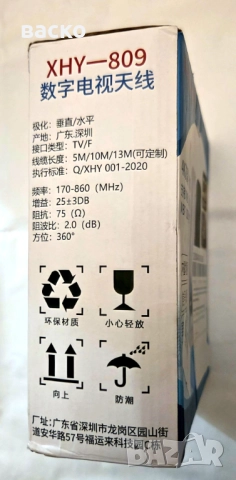 Backo
XHY—809
数字电视天线
极化：垂直/水平
产地：广东.深圳
接口类型：TV/F
线缆长度：5M/10M/13M(可定制)
执行标准：Q/XHY 001-2020
频率：170-860 (MHz)
增益：25±3DB
阻抗：75 (Ω)
阻波比：2.0 (dB)
方位：360°
环保材质
小心轻放
向上
防潮
厂址：广东省深圳市龙岗区园山街
道安华路57号福运来科技园C栋
bazar